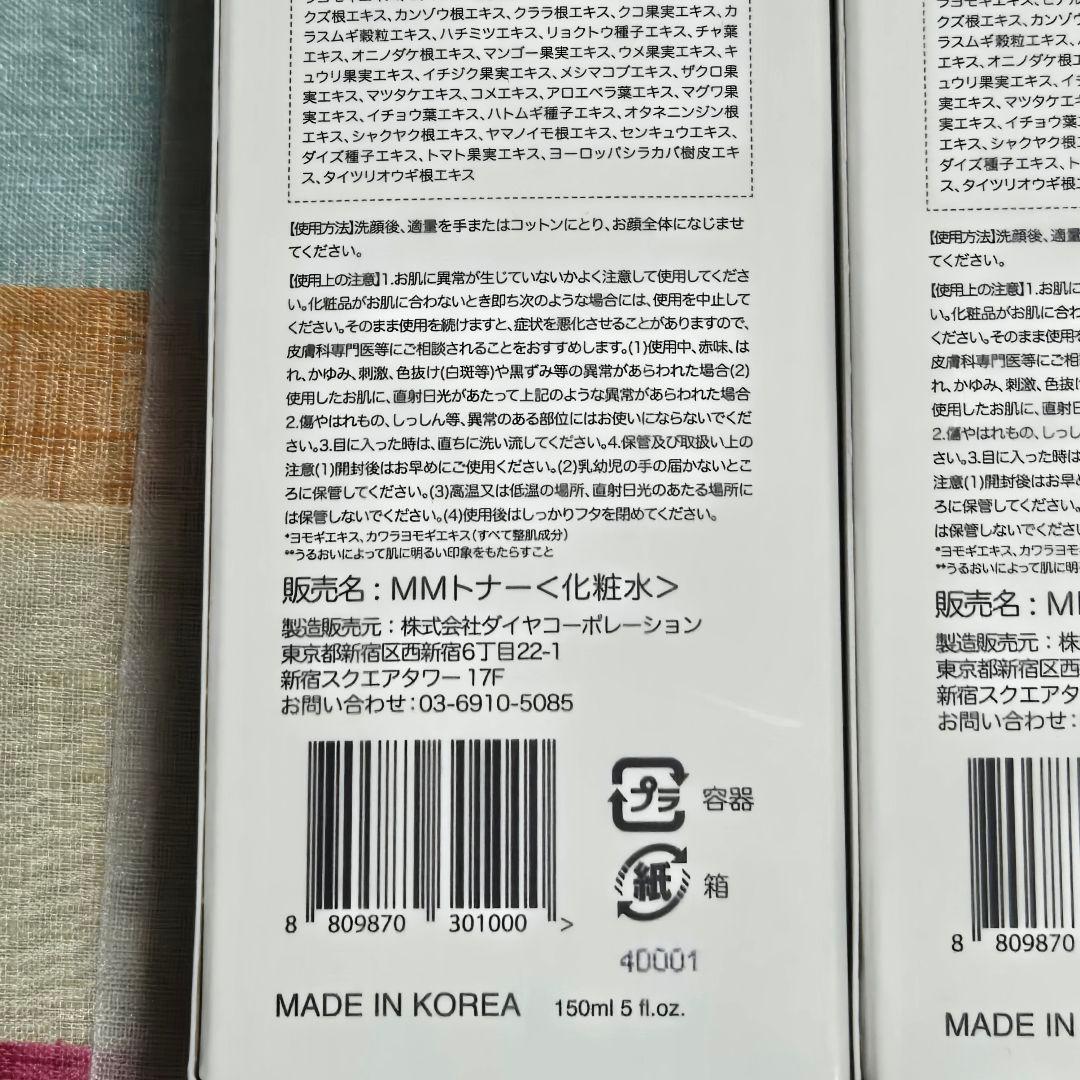 クズ根エキス、カンゾウ根エキス、クララ根エキス、クコ果実エキス、カ
ラスムギ穀粒エキス、ハチミツエキス、リョクトウ種子エキス、チャ葉
エキス、オニノダケ根エキス、マンゴー果実エキス、ウメ果実エキス、キ
ュウリ果実エキス、イチジク果実エキス、メシマコブエキス、ザクロ果
実エキス、マツタケエキス、コメエキス、アロエベラ葉エキス、マグワ果
実エキス、イチョウ葉エキス、ハトムギ種子エキス、オタネニンジン根
エキス、シャクヤク根エキス、ヤマノイモ根エキス、センキュウエキス、
ダイズ種子エキス、トマト果実エキス、ヨーロッパシラカバ樹皮エキ
ス、タイツリオウギ根エキス
【使用方法】洗顔後、適量を手またはコットンにとり、お顔全体になじませ
てください。
【使用上の注意】1.お肌に異常が生じていないかよく注意して使用してくださ
い。化粧品がお肌に合わないとき即ち次のような場合には、使用を中止して
ください。そのまま使用を続けますと、症状を悪化させることがありますので、
皮膚科専門医等にご相談されることをおすすめします。(1)使用中、赤味、は
れ、かゆみ、刺激、色抜け(白斑等)や黒ずみ等の異常があらわれた場合(2)
使用したお肌に、直射日光があたって上記のような異常があらわれた場合
2.傷やはれもの、しっしん等、異常のある部位にはお使いにならないでくだ
さい。3.目に入った時は、直ちに洗い流してください。4.保管及び取扱い上の
注意(1)開封後はお早めにご使用ください。(2)乳幼児の手の届かないとこ
ろに保管してください。(3)高温又は低温の場所、直射日光のあたる場所に
は保管しないでください。(4)使用後はしっかりフタを閉めてください。
*ヨモギエキス、カワラヨモギエキス(すべて整肌成分)
**うるおいによって肌に明るい印象をもたらすこと
販売名：MMトナー＜化粧水＞
製造販売元：株式会社ダイヤコーポレーション
東京都新宿区西新宿6丁目22-1
新宿スクエアタワー 17F
お問い合わせ：03-6910-5085
プラ 容器
紙 箱
8 809870 301000 >
4D001
MADE IN KOREA 150ml 5 fl.oz.
クズ根エキス、カンゾウ
ラスムギ穀粒エキス、
エキス、オニノダケ根エ
ュウリ果実エキス、イチ
実エキス、マツタケエキ
実エキス、イチョウ葉エ
エキス、シャクヤク根エ
ダイズ種子エキス、ト
ス、タイツリオウギ根エ
【使用方法】洗顔後、適量
てください。
【使用上の注意】1.お肌に
い。化粧品がお肌に合わ
ください。そのまま使用を
皮膚科専門医等にご相
れ、かゆみ、刺激、色抜け
使用したお肌に、直射日
2.傷やはれもの、しっし
さい。3.目に入った時は
注意(1)開封後はお早め
ろに保管してください。
は保管しないでください
*ヨモギエキス、カワラヨモギ
**うるおいによって肌に明
販売名：M
製造販売元：株
東京都新宿区西
新宿スクエアタ
お問い合わせ：
8 809870
MADE IN